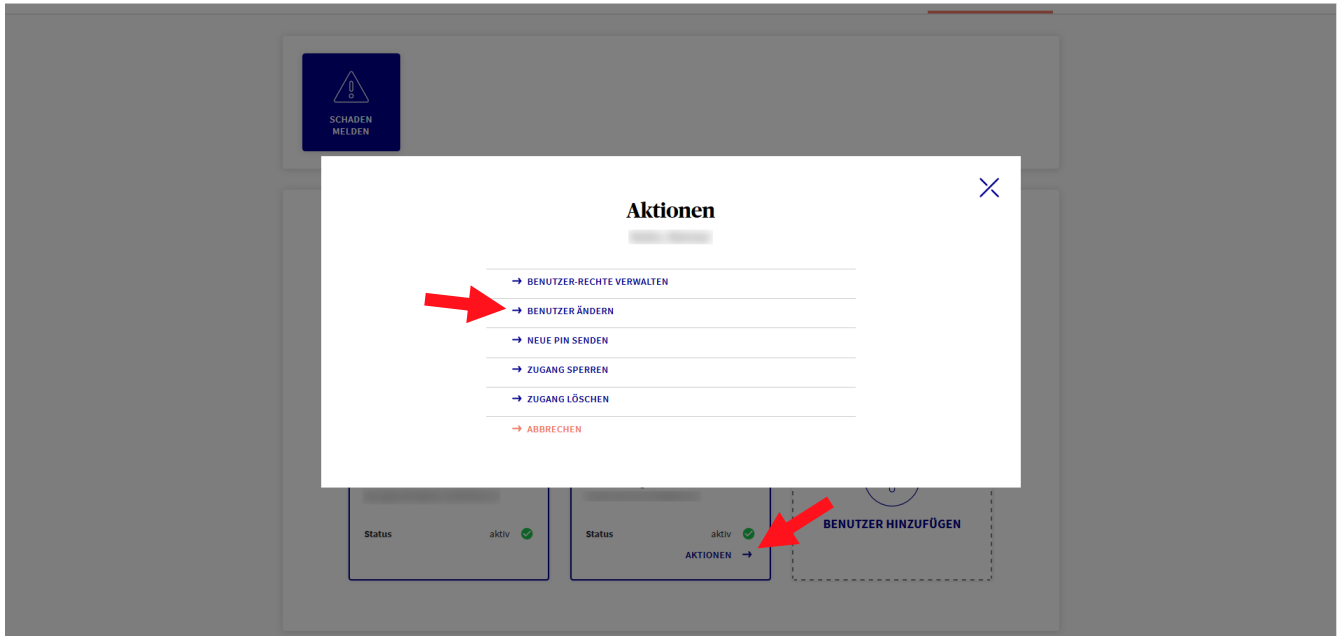 SCHADEN
MELDEN
Aktionen
BENUTZER-RECHTE VERWALTEN
BENUTZER ÄNDERN
NEUE PIN SENDEN
ZUGANG SPERREN
ZUGANG LÖSCHEN
ABBRECHEN
BENUTZER HINZUFÜGEN
Status aktiv
Status aktiv
AKTIONEN